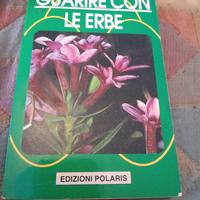 GUARIRE CON
LE ERBE
EDIZIONI POLARIS